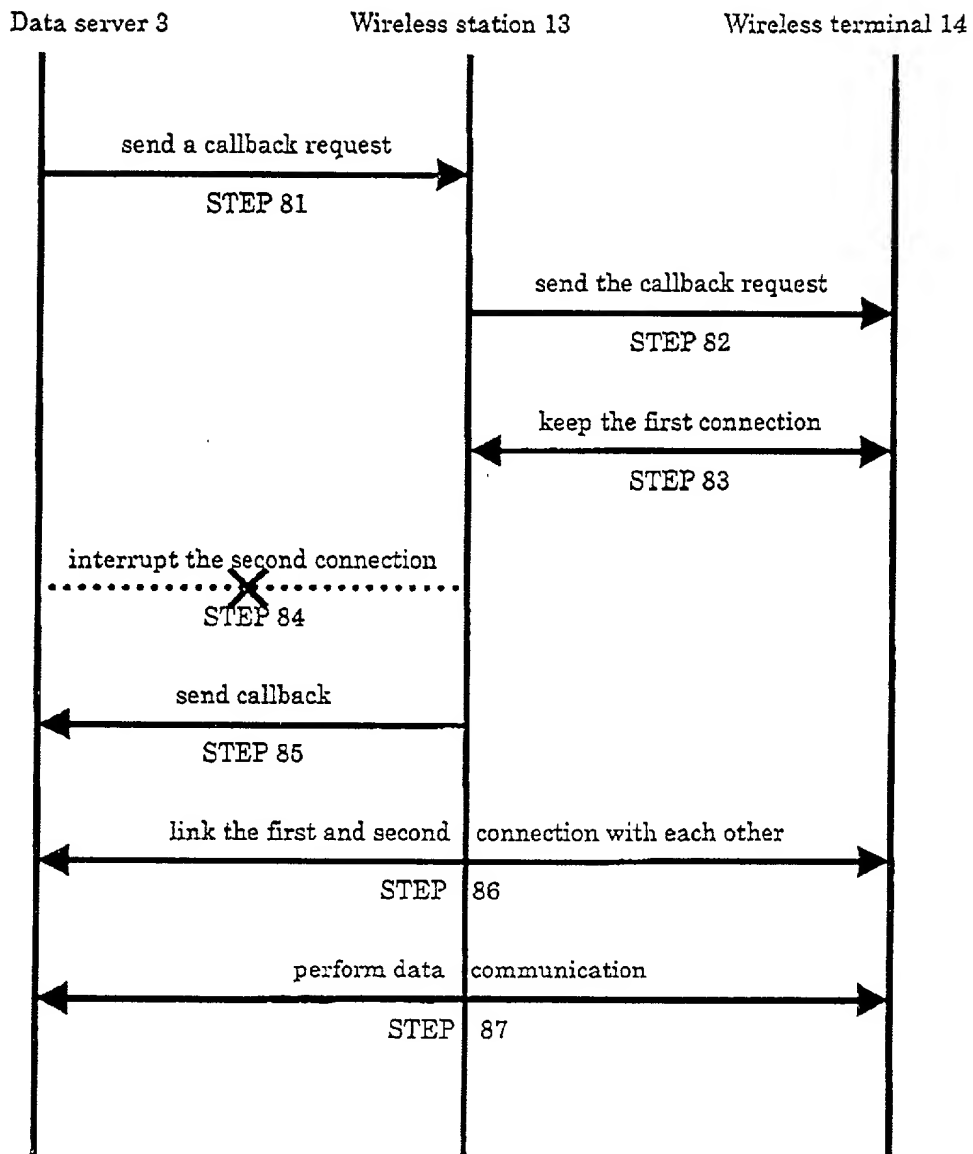 Data server 3 Wireless station 13 Wireless terminal 14
send a callback request
STEP 81
send the callback request
STEP 82
keep the first connection
STEP 83
interrupt the second connection
STEP 84
send callback
STEP 85
link the first and second connection with each other
STEP 86
perform data communication
STEP 87